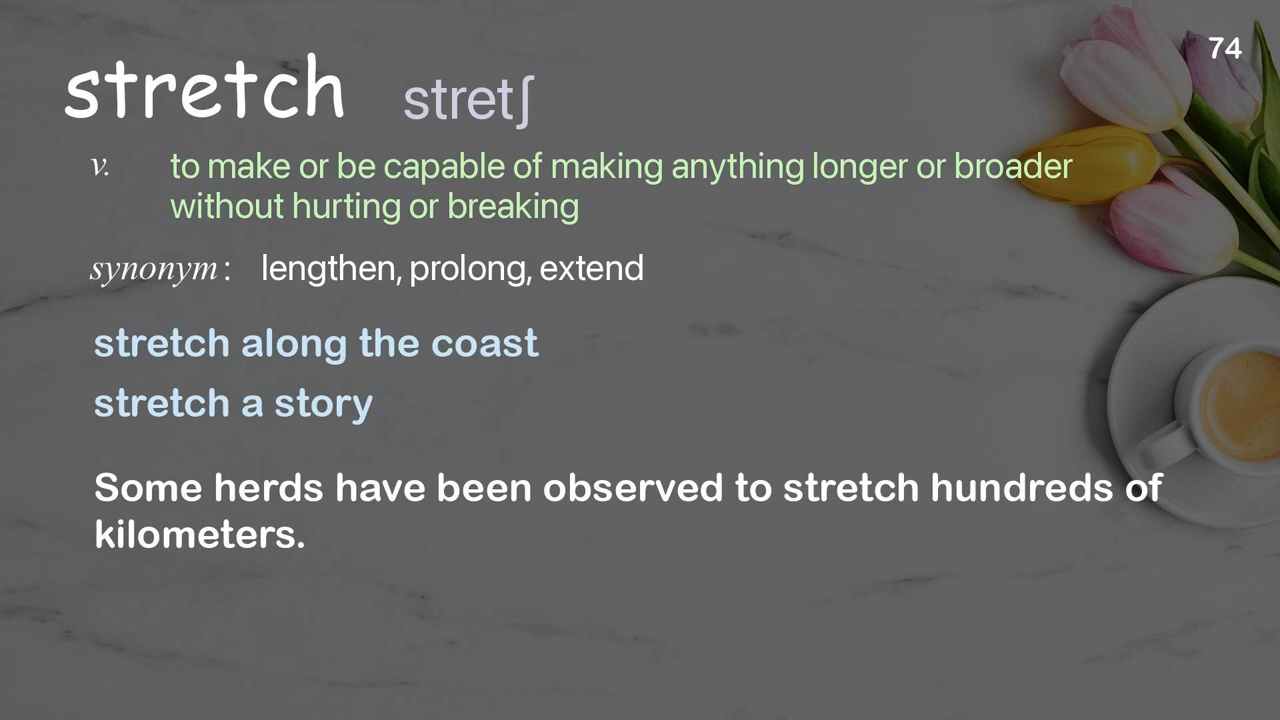 74
stretch stretʃ
v. to make or be capable of making anything longer or broader
without hurting or breaking
synonym: lengthen, prolong, extend
stretch along the coast
stretch a story
Some herds have been observed to stretch hundreds of
kilometers.